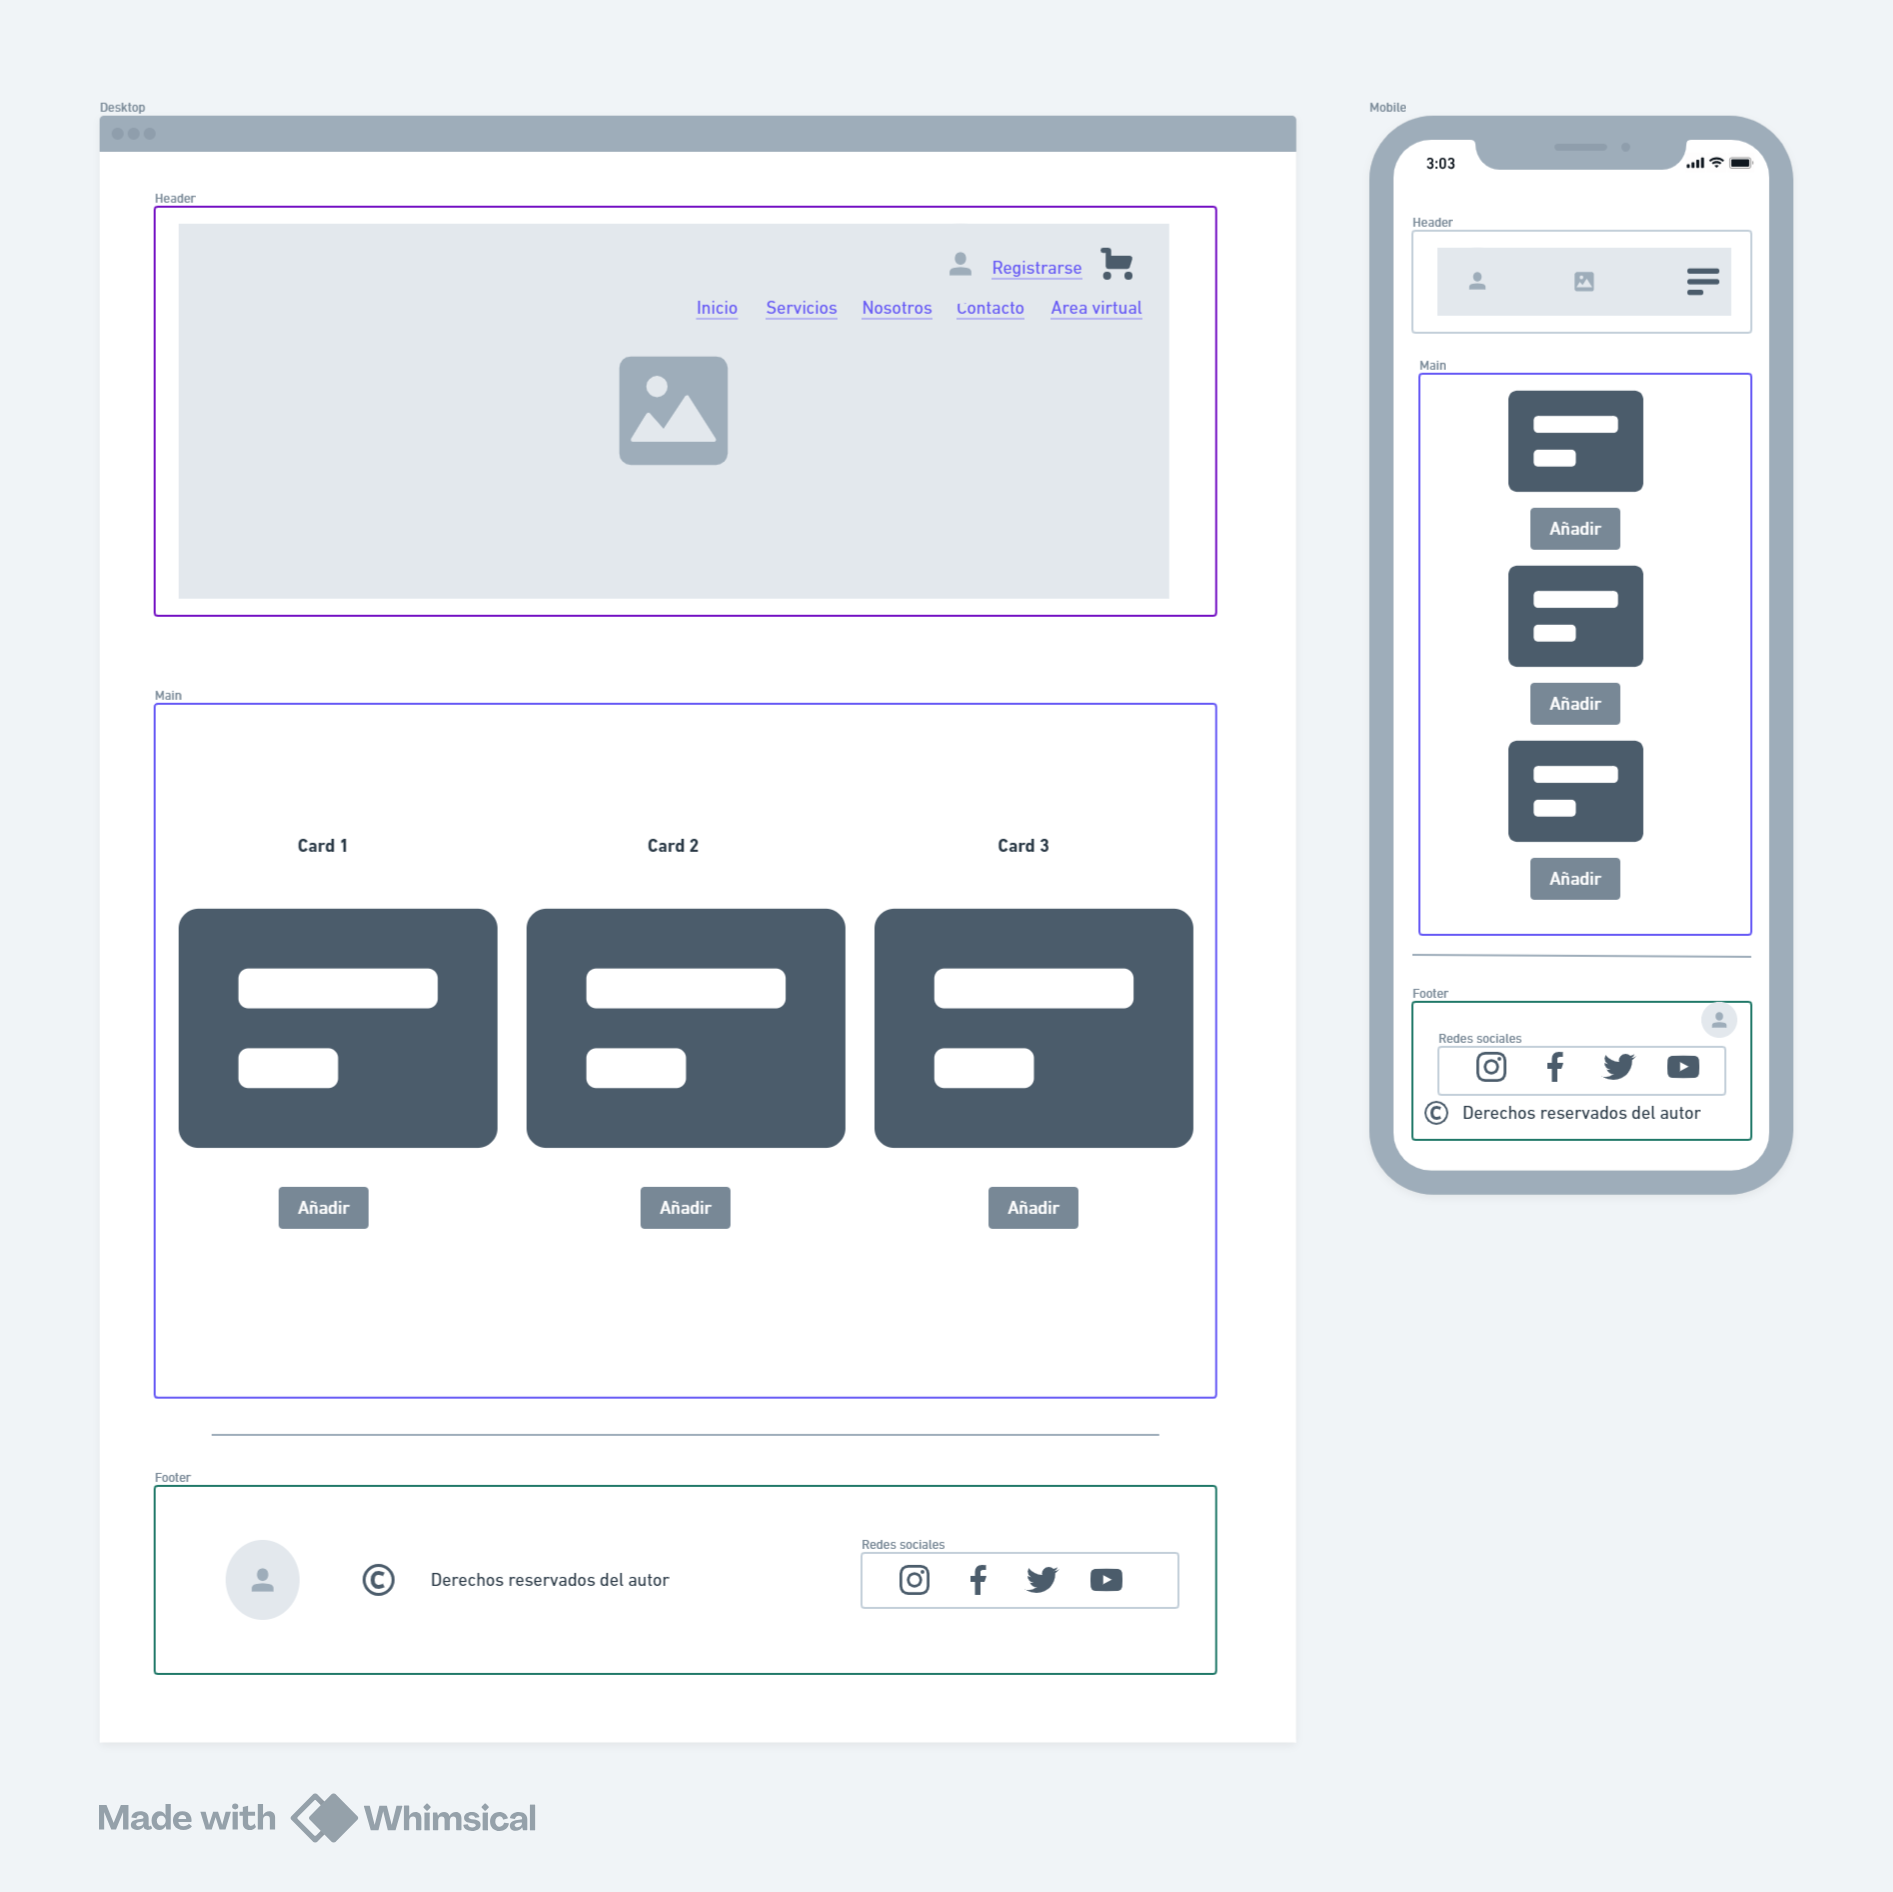 Desktop
Header
Registrarse
Inicio Servicios Nosotros Contacto Area virtual
Main
Card 1 Card 2 Card 3
Añadir Añadir Añadir
Footer
Derechos reservados del autor
Redes sociales
Mobile
3:03
Header
Main
Añadir
Añadir
Añadir
Footer
Redes sociales
© Derechos reservados del autor
Made with Whimsical